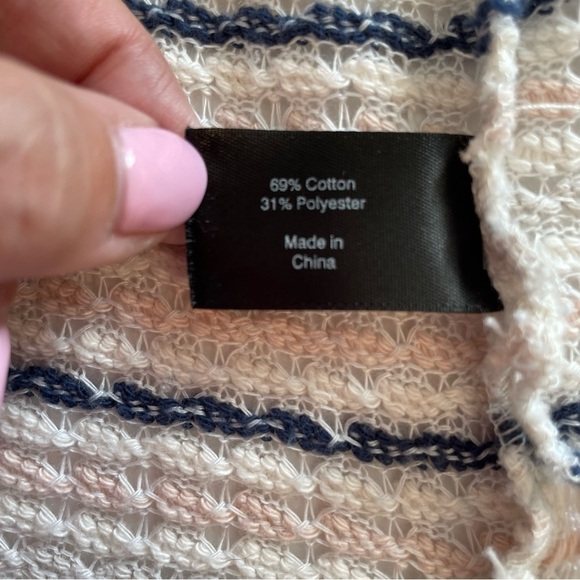 69% Cotton
31% Polyester
Made in
China